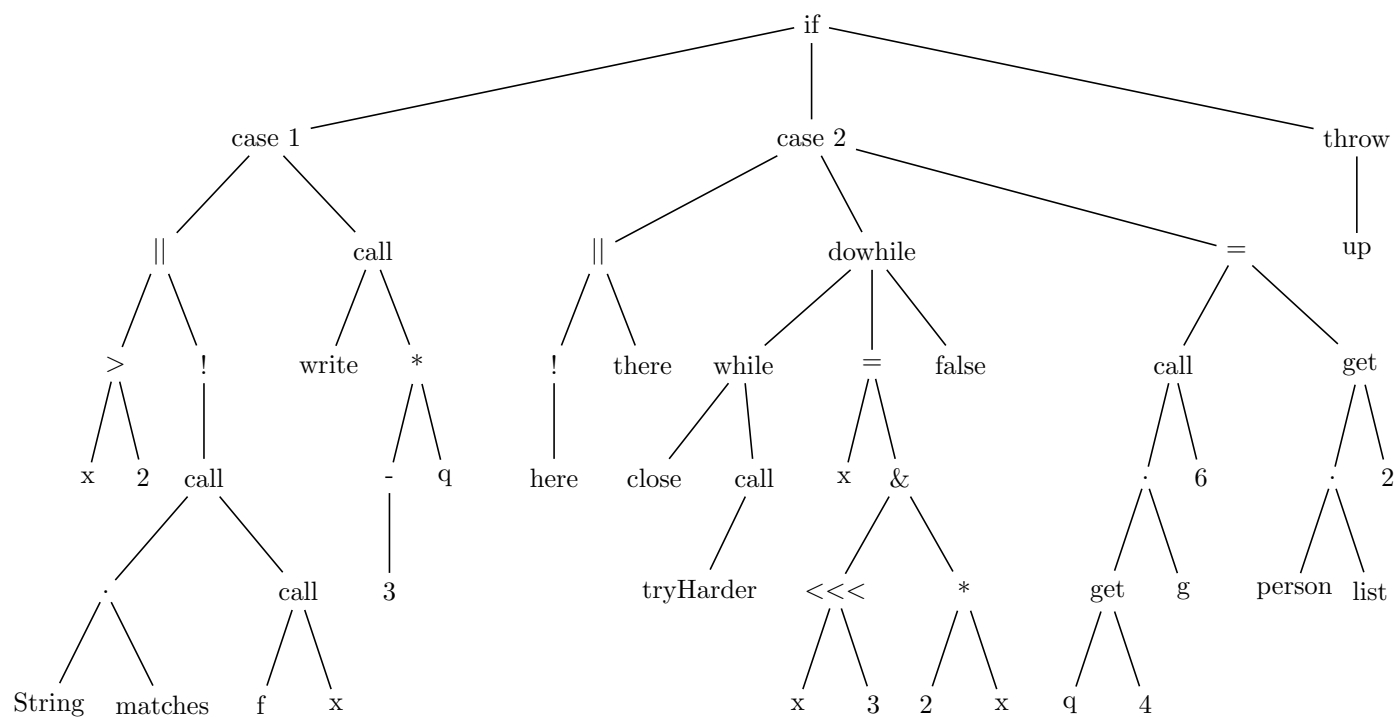 if
case 1 case 2 throw
|| call || dowhile = up
> ! write * ! there while = false call get
x 2 call - q here close call x & . 6 . 2
. call 3 tryHarder <<< * get g person list
String matches f x x 3 2 x q 4